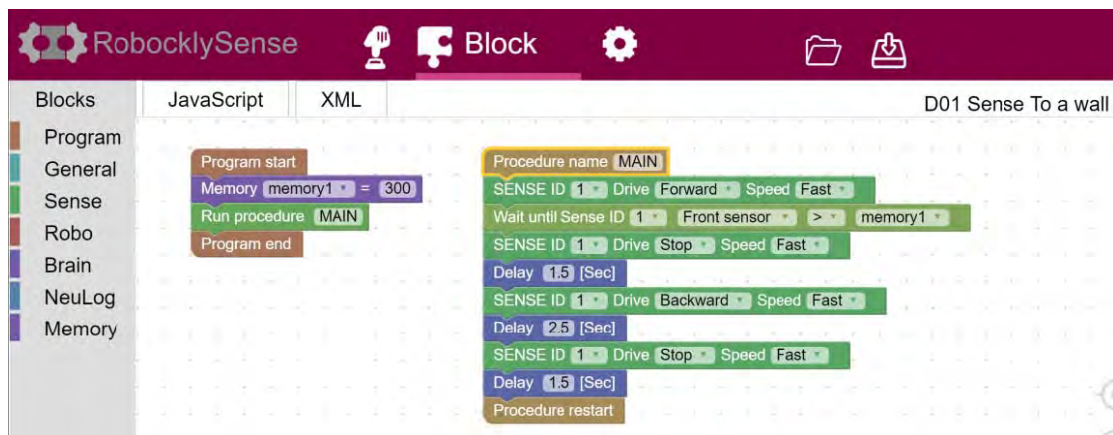 RobocklySense Block
Blocks JavaScript XML D01 Sense To a wall
Program
General
Sense
Robo
Brain
NeuLog
Memory
Program start
Memory memory1 = 300
Run procedure MAIN
Program end
Procedure name MAIN
SENSE ID 1 Drive Forward Speed Fast
Wait until Sense ID 1 Front sensor > memory1
SENSE ID 1 Drive Stop Speed Fast
Delay 1.5 [Sec]
SENSE ID 1 Drive Backward Speed Fast
Delay 2.5 [Sec]
SENSE ID 1 Drive Stop Speed Fast
Delay 1.5 [Sec]
Procedure restart